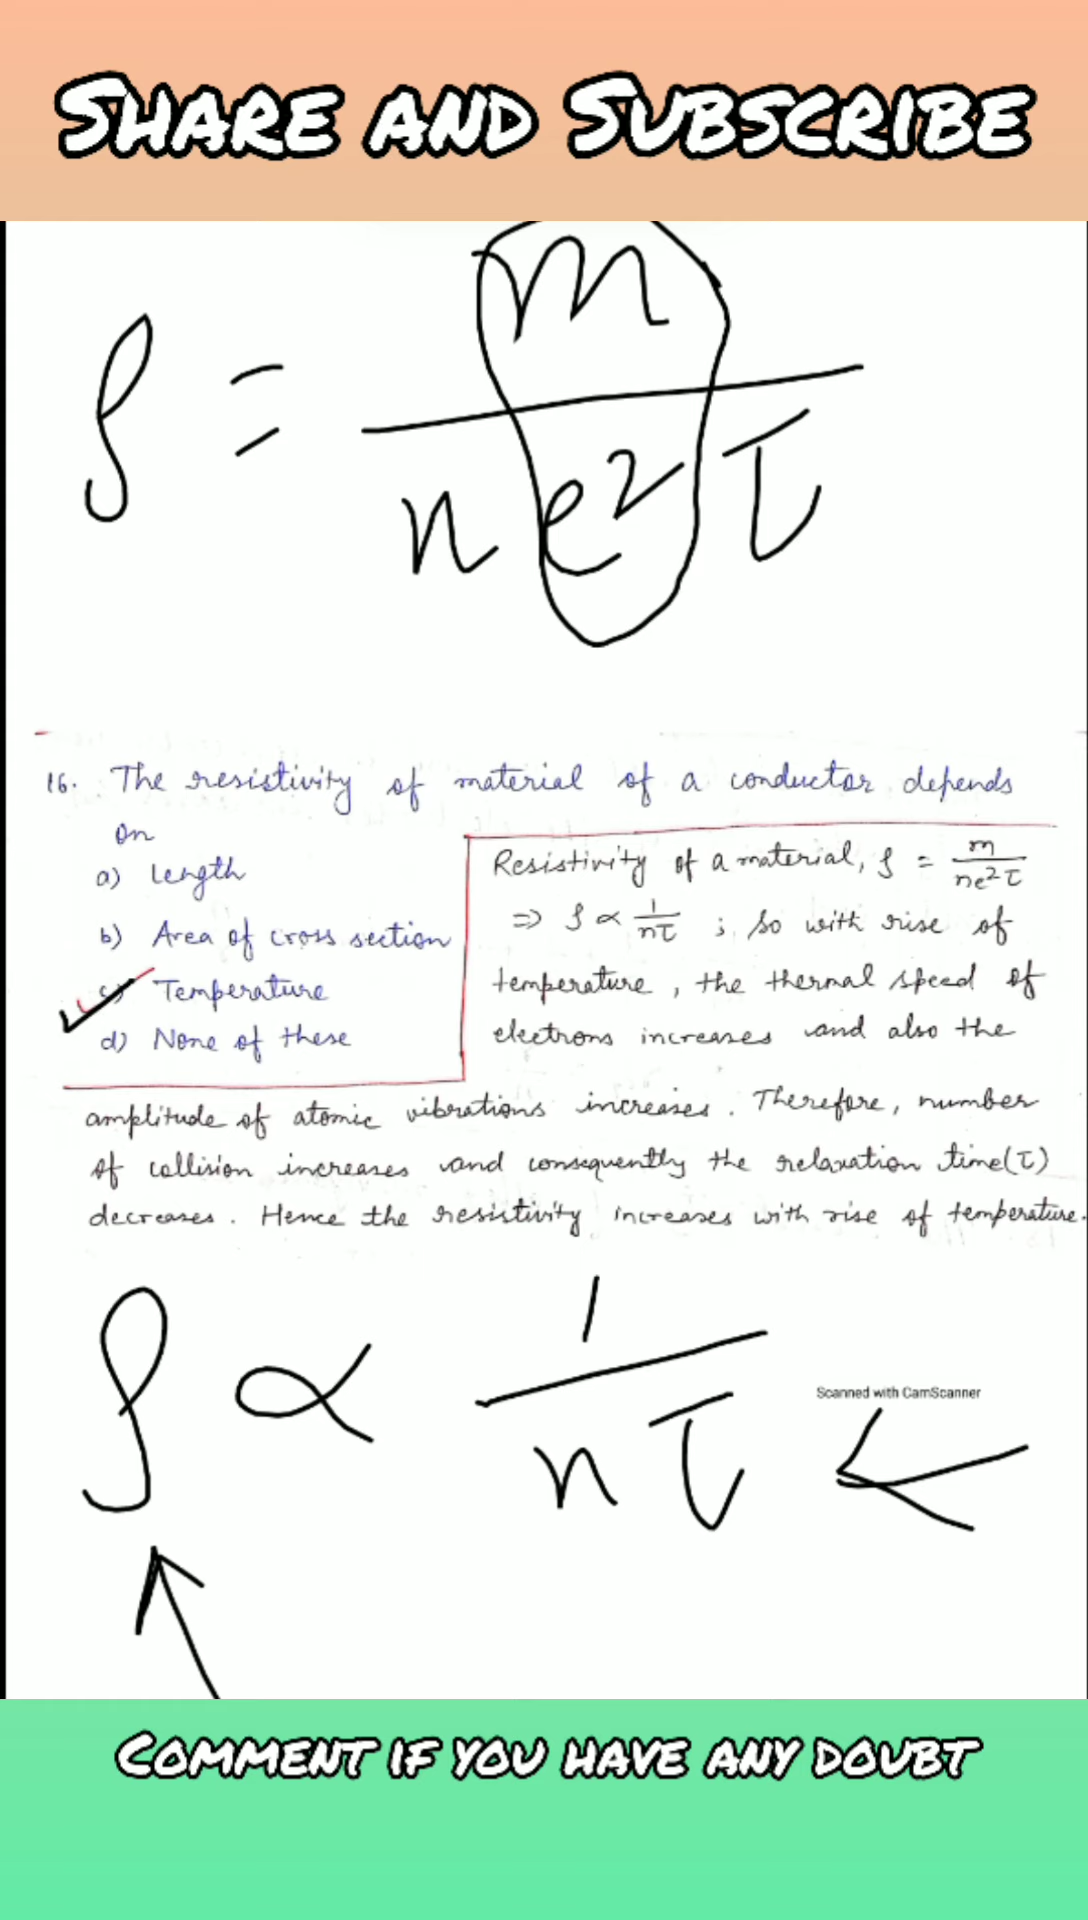 SHARE AND SUBSCRIBE
ρ = m / n e² τ
16. The resistivity of material of a conductor depends
on
a) Length
b) Area of cross section
c) Temperature
d) None of these
Resistivity of a material, ρ = m / ne²τ
⇒ ρ ∝ 1 / nτ ; so with rise of
temperature, the thermal speed of
electrons increases and also the
amplitude of atomic vibrations increases. Therefore, number
of collision increases and consequently the relaxation time(τ)
decreases. Hence the resistivity increases with rise of temperature.
ρ ∝ 1 / n τ
Scanned with CamScanner
COMMENT IF YOU HAVE ANY DOUBT